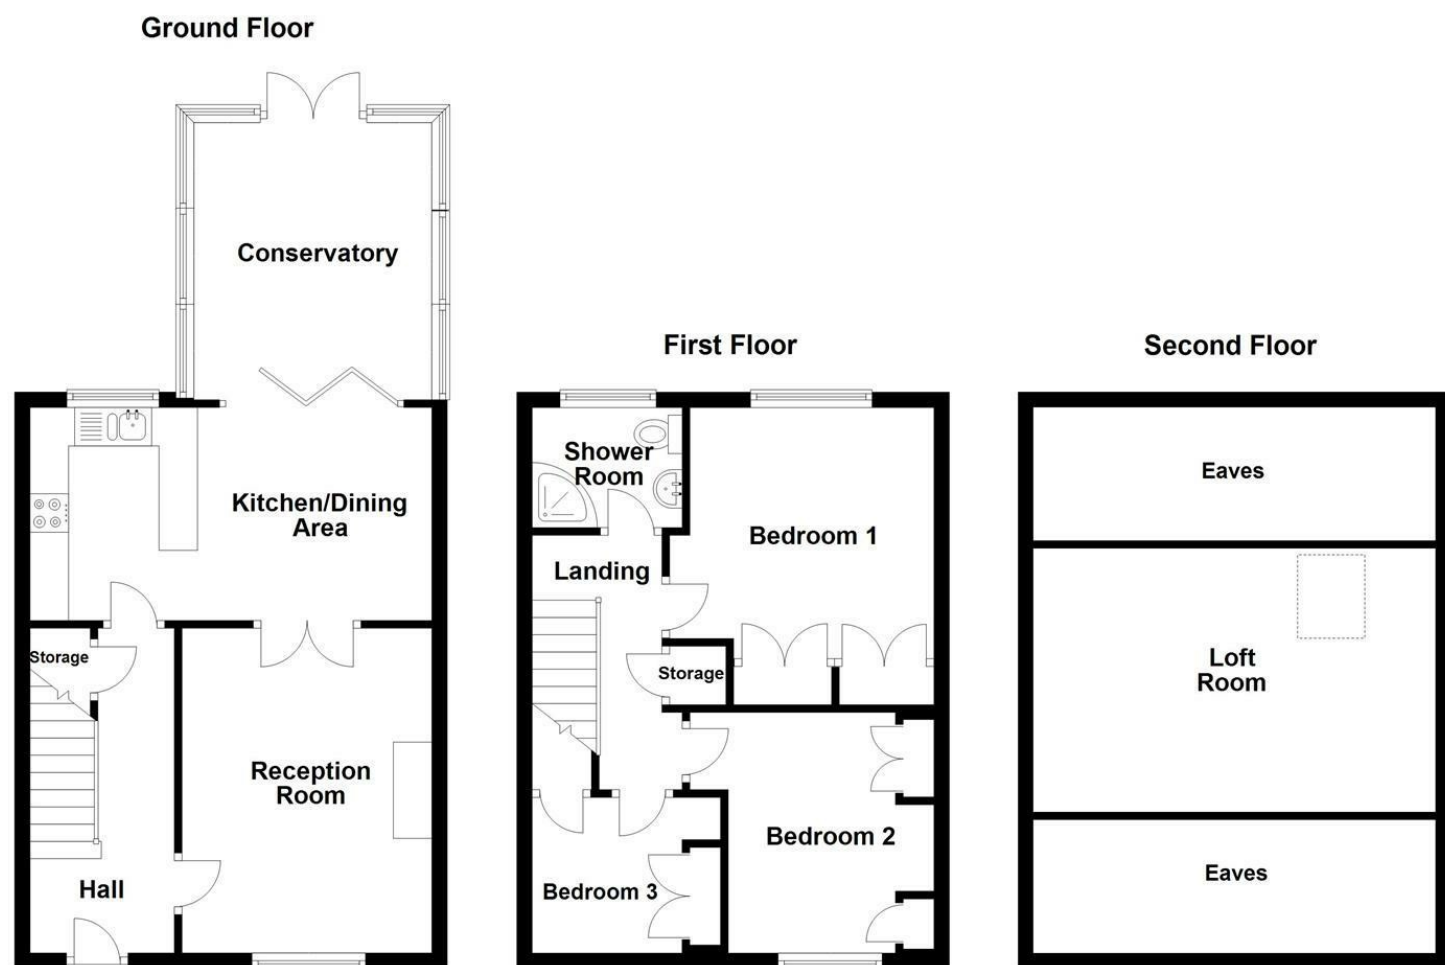 Ground Floor
Conservatory
Kitchen/Dining
Area
Storage
Reception
Room
Hall
First Floor
Shower
Room
Bedroom 1
Landing
Storage
Bedroom 2
Bedroom 3
Second Floor
Eaves
Loft
Room
Eaves